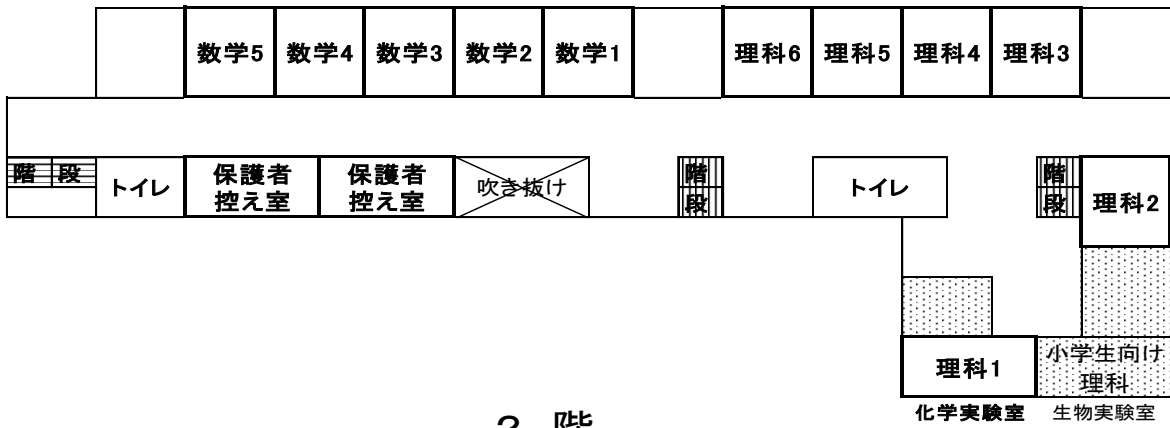 数学5 数学4 数学3 数学2 数学1 理科6 理科5 理科4 理科3
階 段
トイレ
保護者
控え室
保護者
控え室
吹き抜け
階
段
トイレ
階
段
理科2
理科1
小学生向け
理科
化学実験室 生物実験室